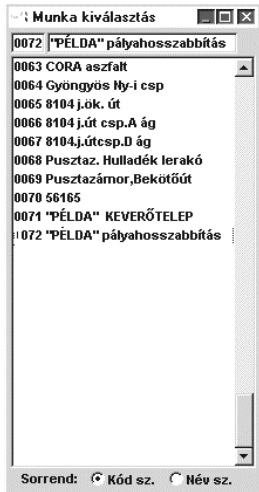 Munka kiválasztás
0072 "PÉLDA" pályahosszabbítás
0063 CORA aszfalt
0064 Gyöngyös Ny-i csp
0065 8104 j.ök. út
0066 8104 j.út csp.A ág
0067 8104 j.útcsp.D ág
0068 Pusztaz. Hulladék lerakó
0069 Pusztazámor,Bekötőút
0070 56165
0071 "PÉLDA" KEVERŐTELEP
072 "PÉLDA" pályahosszabbítás
Sorrend: Kód sz. Név sz.